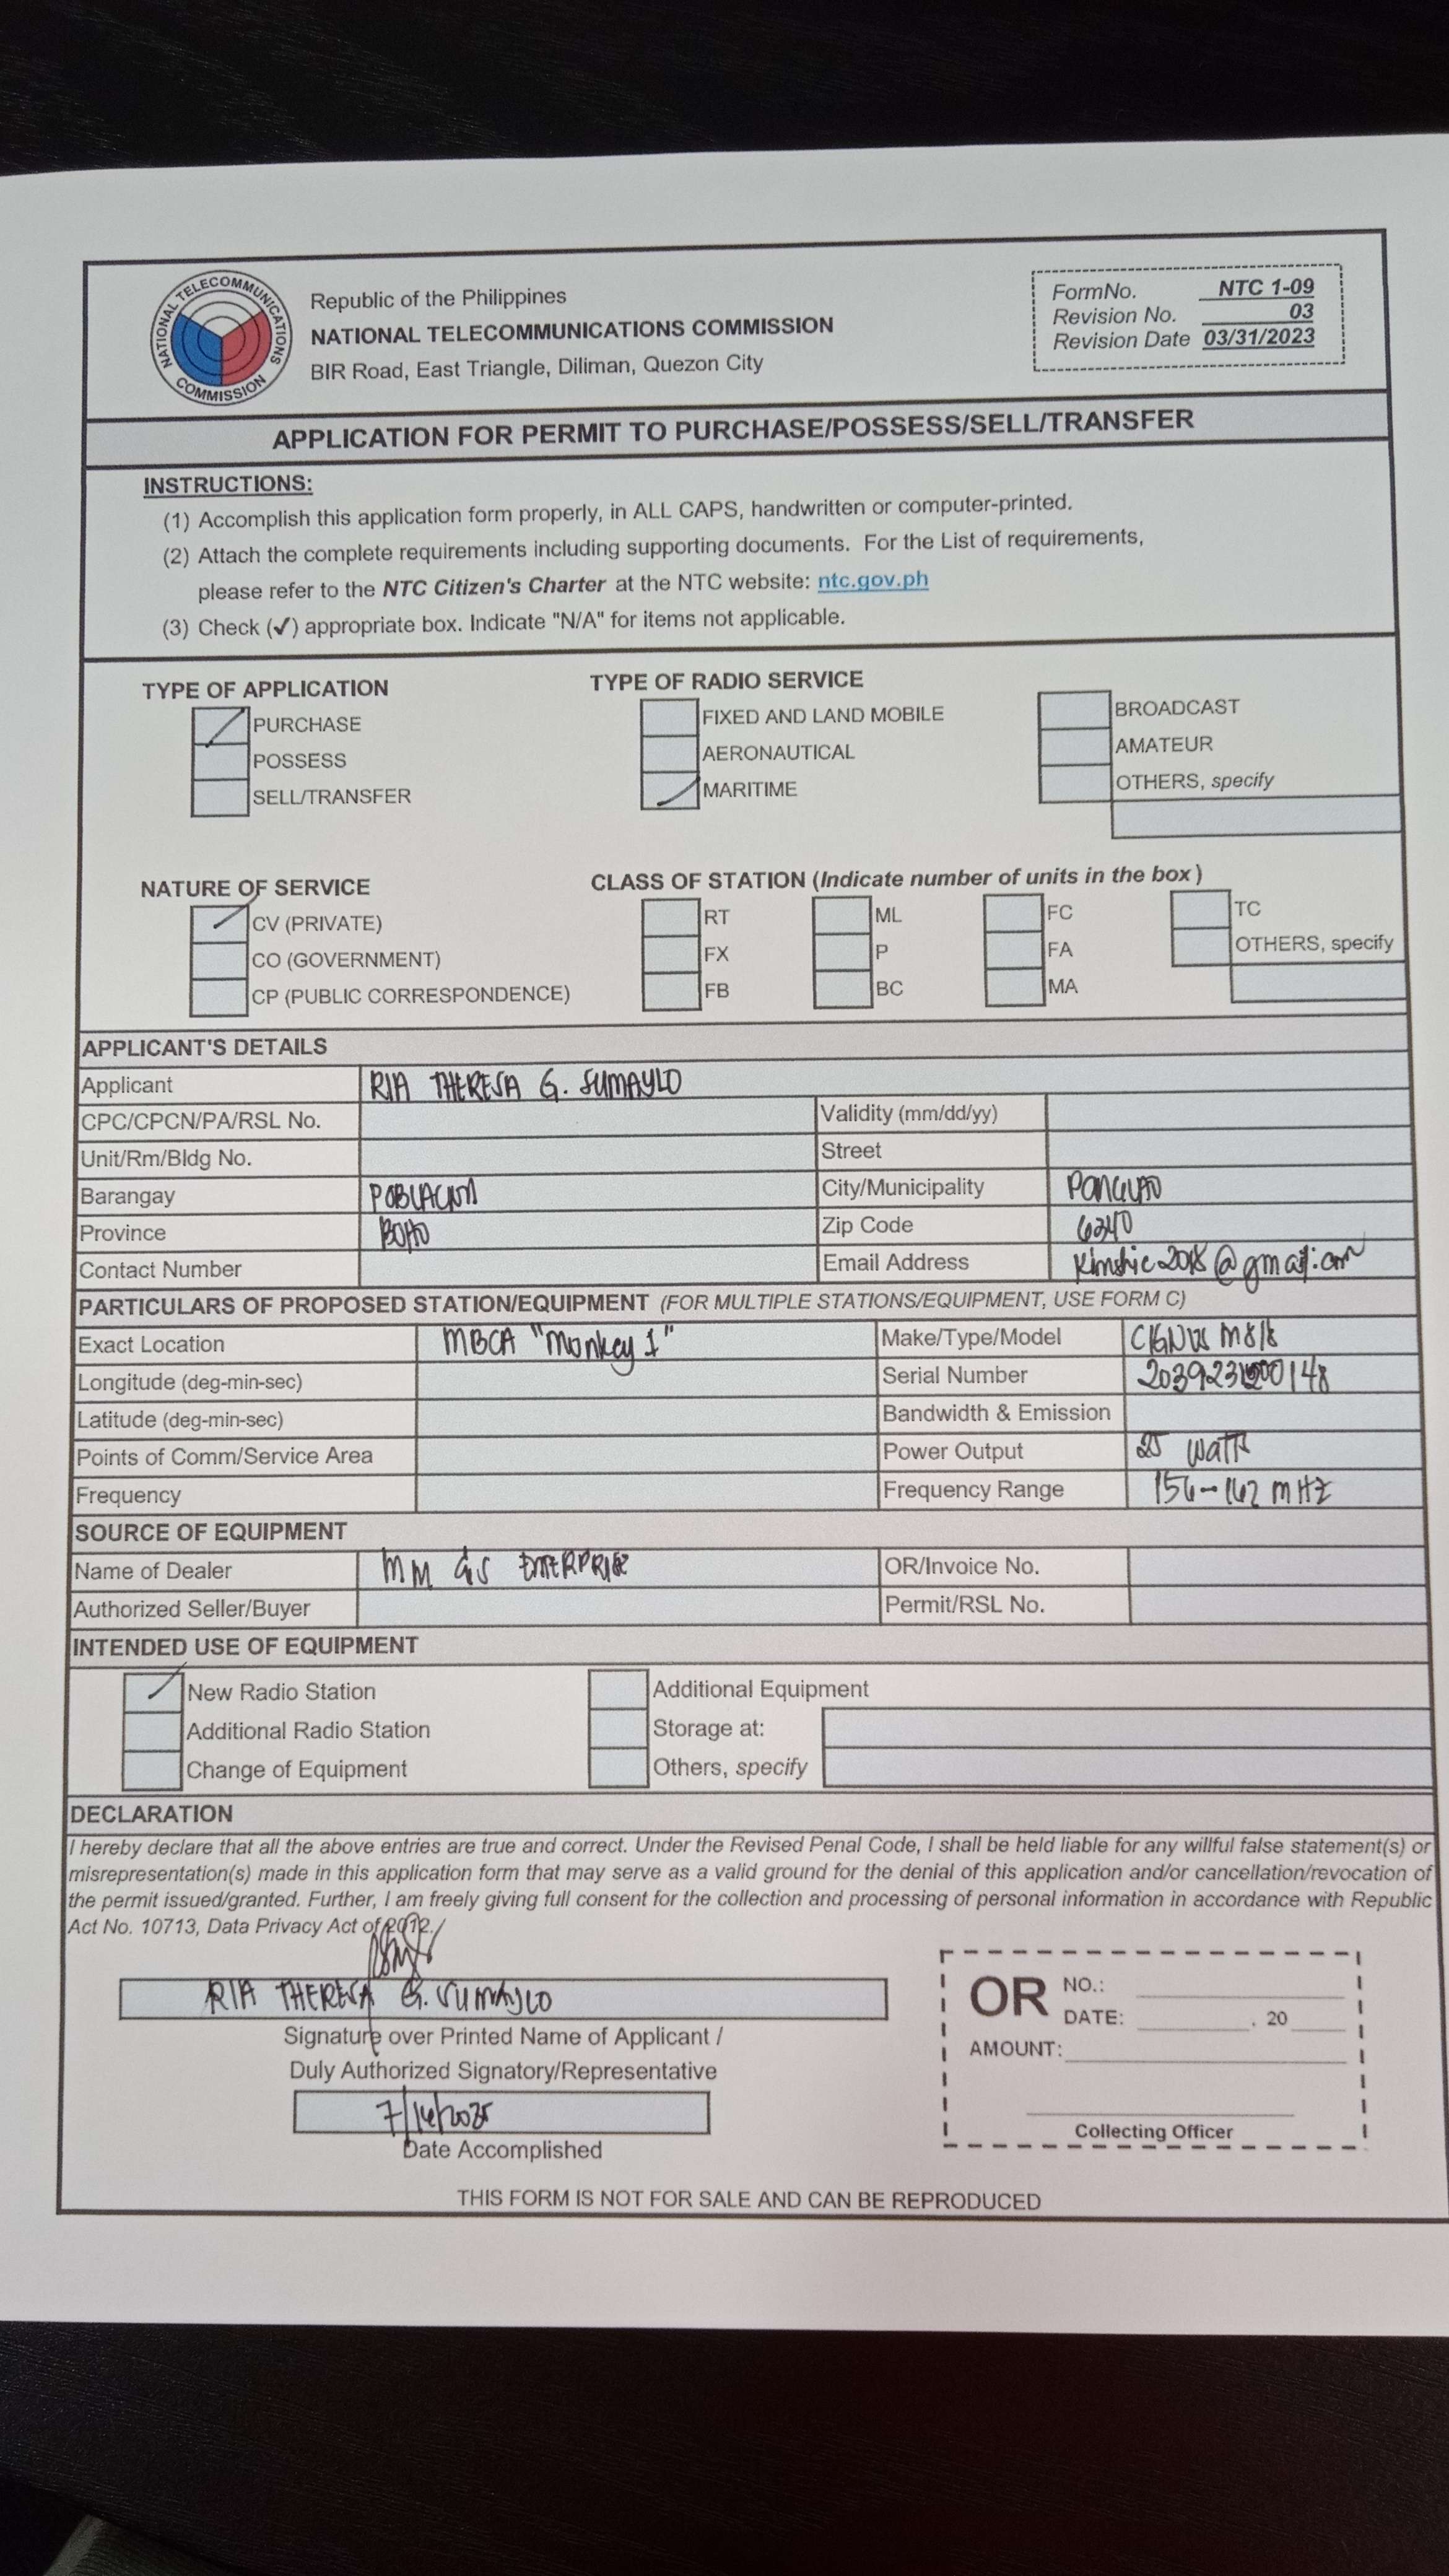 NATIONAL TELECOMMUNICATIONS COMMISSION
Republic of the Philippines
NATIONAL TELECOMMUNICATIONS COMMISSION
BIR Road, East Triangle, Diliman, Quezon City
FormNo. NTC 1-09
Revision No. 03
Revision Date 03/31/2023
APPLICATION FOR PERMIT TO PURCHASE/POSSESS/SELL/TRANSFER
INSTRUCTIONS:
(1) Accomplish this application form properly, in ALL CAPS, handwritten or computer-printed.
(2) Attach the complete requirements including supporting documents. For the List of requirements,
please refer to the NTC Citizen's Charter at the NTC website: ntc.gov.ph
(3) Check (✓) appropriate box. Indicate "N/A" for items not applicable.
TYPE OF APPLICATION
PURCHASE
POSSESS
SELL/TRANSFER
TYPE OF RADIO SERVICE
FIXED AND LAND MOBILE
AERONAUTICAL
MARITIME
BROADCAST
AMATEUR
OTHERS, specify
NATURE OF SERVICE
CV (PRIVATE)
CO (GOVERNMENT)
CP (PUBLIC CORRESPONDENCE)
CLASS OF STATION (Indicate number of units in the box)
RT ML FC TC
FX P FA OTHERS, specify
FB BC MA
APPLICANT'S DETAILS
Applicant RIA THERESA G. SUMAYLO
CPC/CPCN/PA/RSL No. Validity (mm/dd/yy)
Unit/Rm/Bldg No. Street
Barangay POBLACION City/Municipality PANGLAO
Province BOHO Zip Code 6340
Contact Number Email Address @gmail.com
PARTICULARS OF PROPOSED STATION/EQUIPMENT (FOR MULTIPLE STATIONS/EQUIPMENT, USE FORM C)
Exact Location MBCA "Monkey 1" Make/Type/Model CIGNUS M818
Longitude (deg-min-sec) Serial Number
Latitude (deg-min-sec) Bandwidth & Emission
Points of Comm/Service Area Power Output 25 watts
Frequency Frequency Range 156-162 MHZ
SOURCE OF EQUIPMENT
Name of Dealer MM ENTERPRISE OR/Invoice No.
Authorized Seller/Buyer Permit/RSL No.
INTENDED USE OF EQUIPMENT
New Radio Station Additional Equipment
Additional Radio Station Storage at:
Change of Equipment Others, specify
DECLARATION
I hereby declare that all the above entries are true and correct. Under the Revised Penal Code, I shall be held liable for any willful false statement(s) or
misrepresentation(s) made in this application form that may serve as a valid ground for the denial of this application and/or cancellation/revocation of
the permit issued/granted. Further, I am freely giving full consent for the collection and processing of personal information in accordance with Republic
Act No. 10713, Data Privacy Act of 2012.
RIA THERESA G. SUMAYLO
Signature over Printed Name of Applicant /
Duly Authorized Signatory/Representative
7/14/2025
Date Accomplished
OR NO.:
DATE: , 20
AMOUNT:
Collecting Officer
THIS FORM IS NOT FOR SALE AND CAN BE REPRODUCED